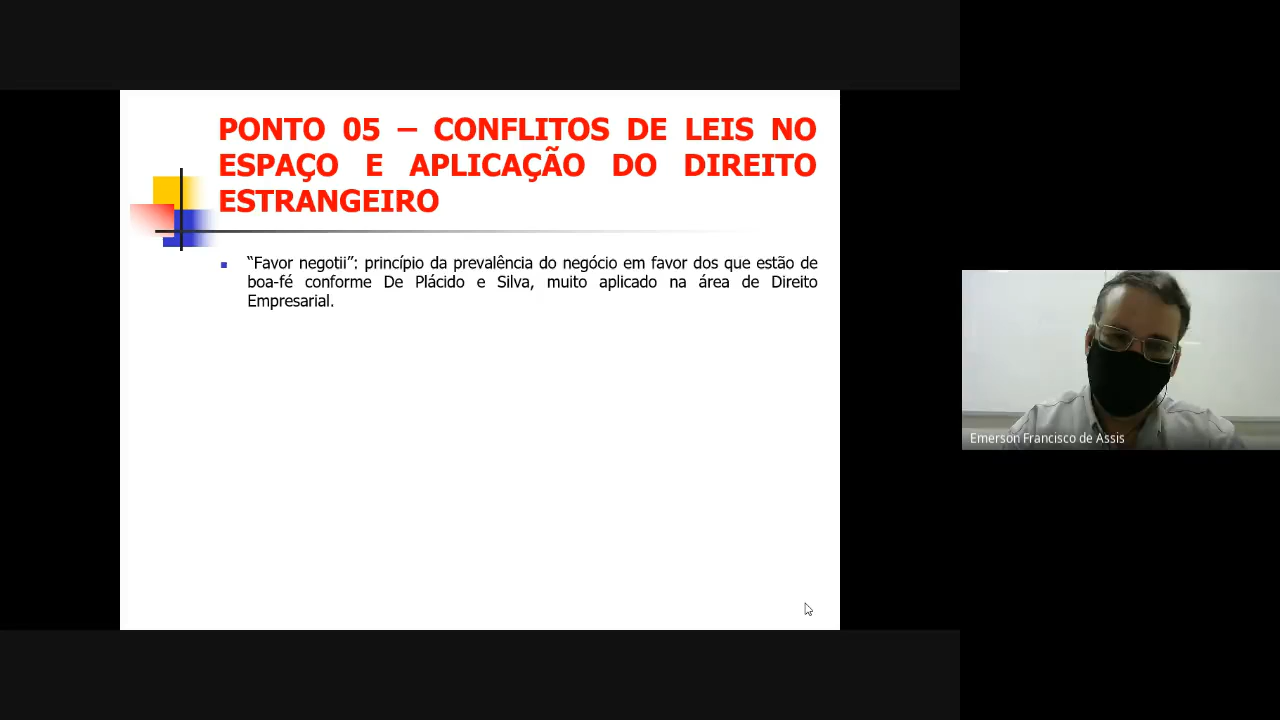 PONTO 05 – CONFLITOS DE LEIS NO
ESPAÇO E APLICAÇÃO DO DIREITO
ESTRANGEIRO
“Favor negotii”: princípio da prevalência do negócio em favor dos que estão de
boa-fé conforme De Plácido e Silva, muito aplicado na área de Direito
Empresarial.
Emerson Francisco de Assis